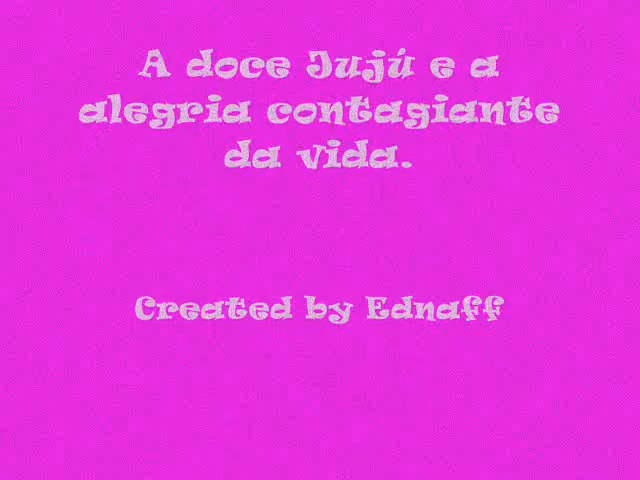 A doce Jujú e a
alegria contagiante
da vida.
Created by Ednaff